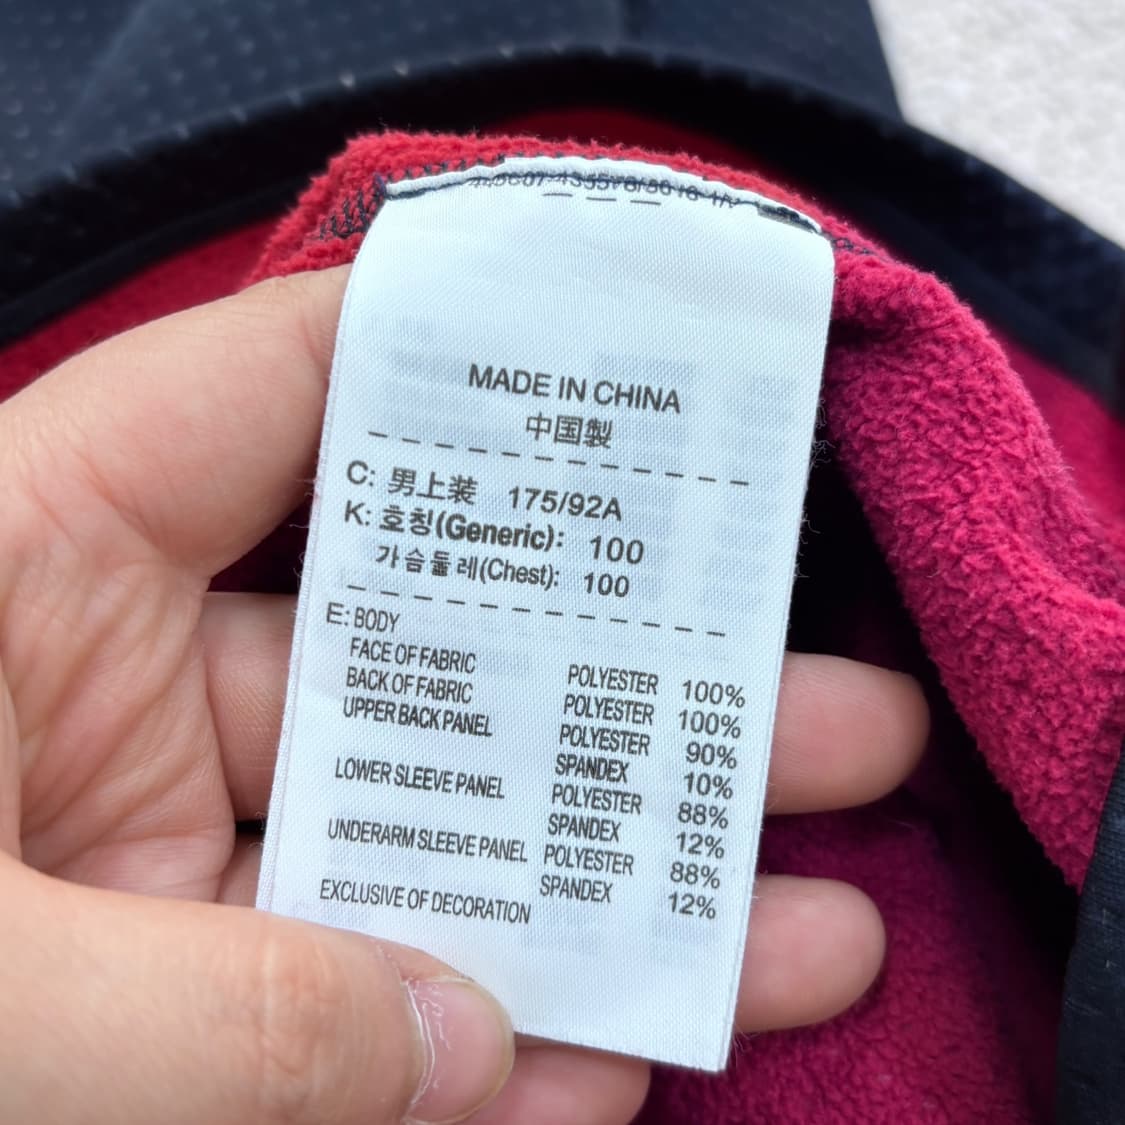 MADE IN CHINA
中国製
C: 男上装 175/92A
K: 호칭(Generic): 100
가슴둘레(Chest): 100
E: BODY
FACE OF FABRIC POLYESTER 100%
BACK OF FABRIC POLYESTER 100%
UPPER BACK PANEL POLYESTER 90%
SPANDEX 10%
LOWER SLEEVE PANEL POLYESTER 88%
SPANDEX 12%
UNDERARM SLEEVE PANEL POLYESTER 88%
SPANDEX 12%
EXCLUSIVE OF DECORATION